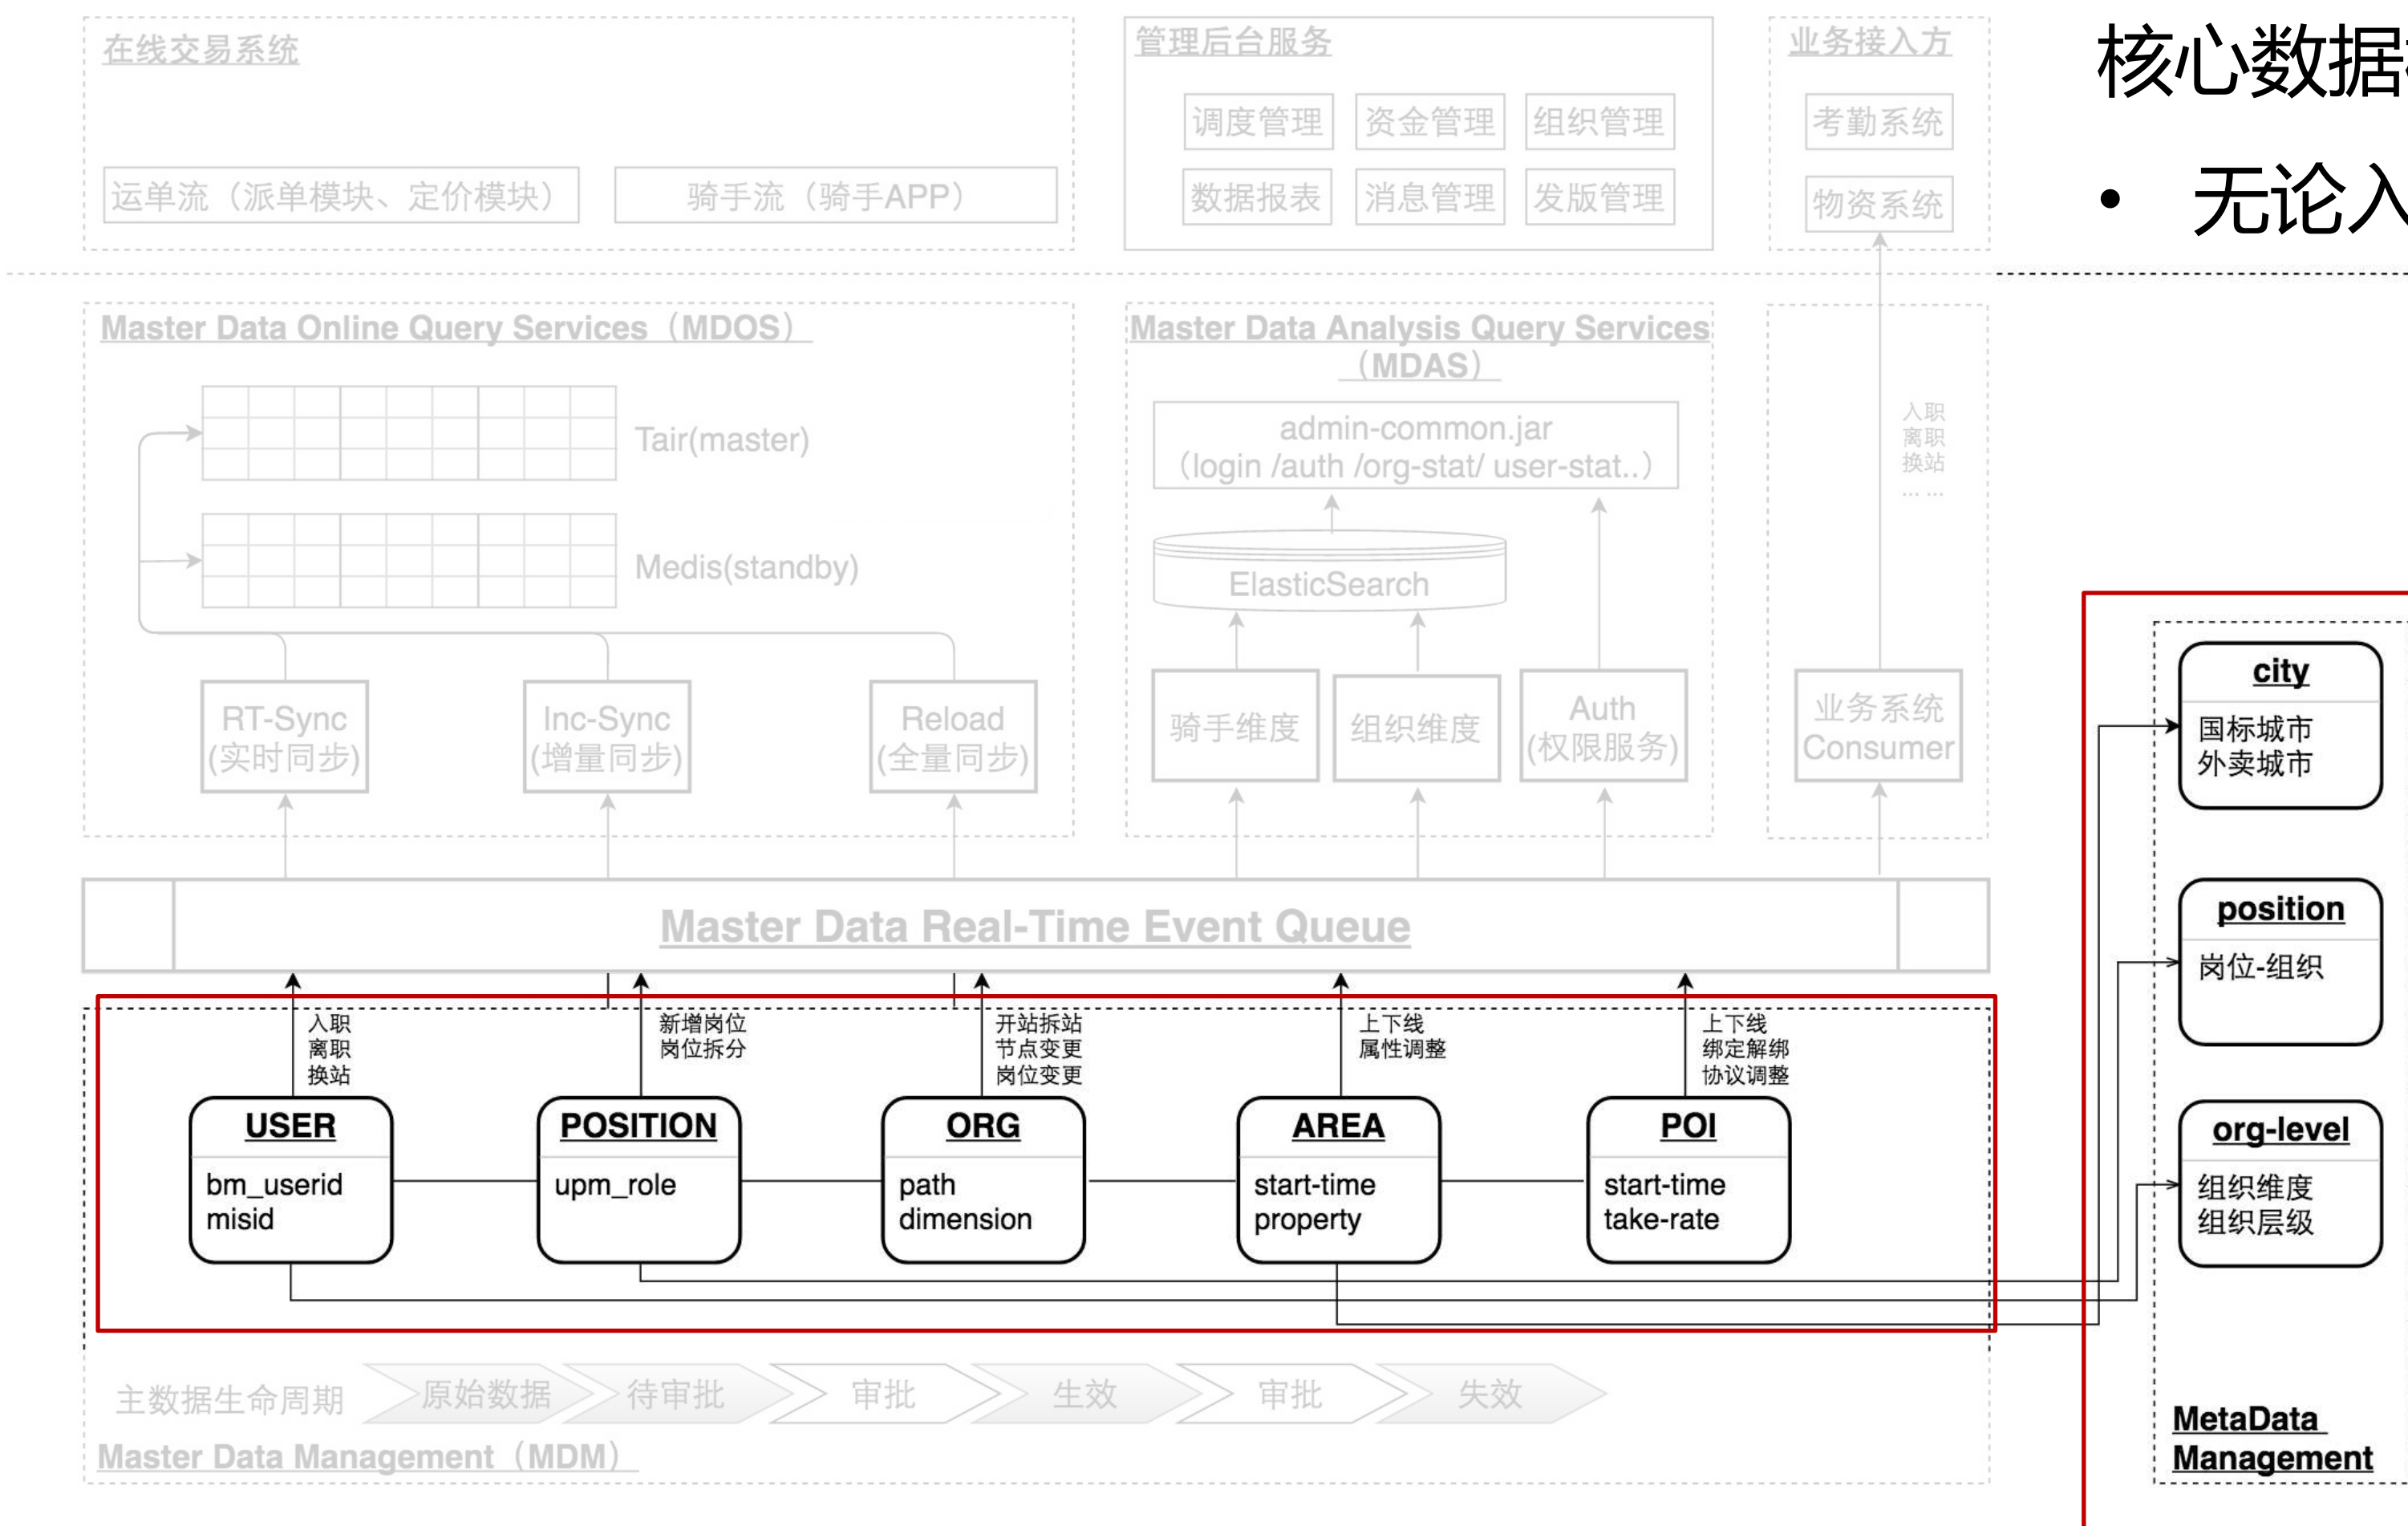 核心数据
• 无论入
在线交易系统
运单流（派单模块、定价模块）
骑手流（骑手APP）
管理后台服务
调度管理
资金管理
组织管理
数据报表
消息管理
发版管理
业务接入方
考勤系统
物资系统
Master Data Online Query Services（MDOS）
Tair(master)
Medis(standby)
RT-Sync
(实时同步)
Inc-Sync
(增量同步)
Reload
(全量同步)
Master Data Analysis Query Services
（MDAS）
admin-common.jar
（login /auth /org-stat/ user-stat..）
ElasticSearch
骑手维度
组织维度
Auth
(权限服务)
入职
离职
换站
... ...
业务系统
Consumer
Master Data Real-Time Event Queue
入职
离职
换站
新增岗位
岗位拆分
开站拆站
节点变更
岗位变更
上下线
属性调整
上下线
绑定解绑
协议调整
USER
bm_userid
misid
POSITION
upm_role
ORG
path
dimension
AREA
start-time
property
POI
start-time
take-rate
主数据生命周期
原始数据
待审批
审批
生效
审批
失效
Master Data Management（MDM）
city
国标城市
外卖城市
position
岗位-组织
org-level
组织维度
组织层级
MetaData
Management